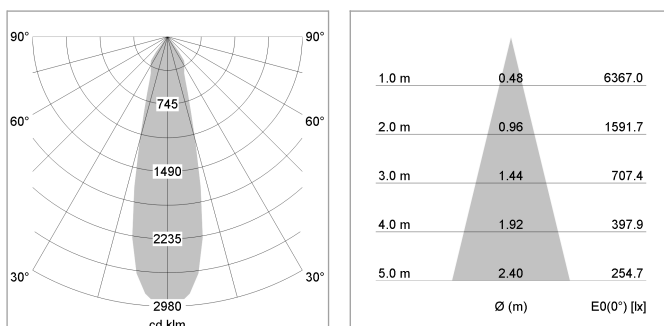 90° 90°
745
60° 60°
1490
2235
30° 30°
2980
cd klm
1.0 m 0.48 6367.0
2.0 m 0.96 1591.7
3.0 m 1.44 707.4
4.0 m 1.92 397.9
5.0 m 2.40 254.7
Ø (m) E0(0°) [lx]